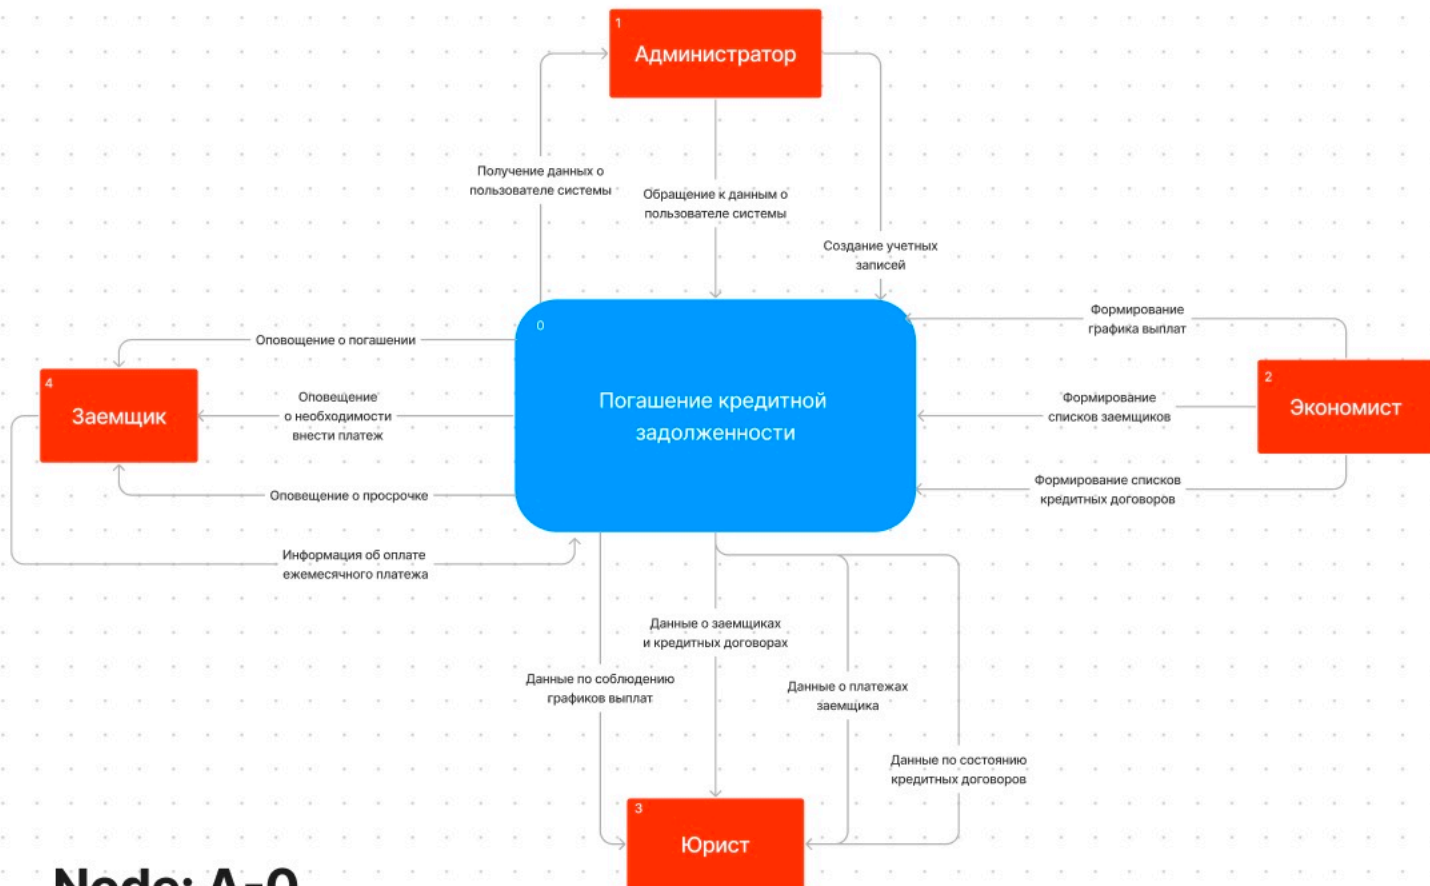 1
Администратор
Получение данных о
пользователе системы
Обращение к данным о
пользователе системы
Создание учетных
записей
0
Погашение кредитной
задолженности
Формирование
графика выплат
2
Экономист
Формирование
списков заемщиков
Формирование списков
кредитных договоров
Оповощение о погашении
4
Заемщик
Оповещение
о необходимости
внести платеж
Оповещение о просрочке
Информация об оплате
ежемесячного платежа
Данные о заемщиках
и кредитных договорах
Данные по соблюдению
графиков выплат
Данные о платежах
заемщика
Данные по состоянию
кредитных договоров
3
Юрист
Node: A-0